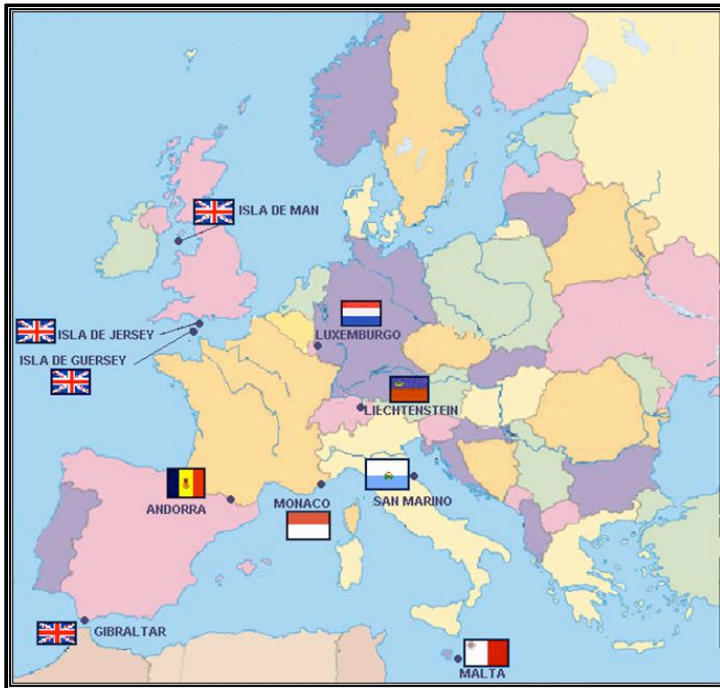 ISLA DE MAN
ISLA DE JERSEY
LUXEMBURGO
ISLA DE GUERSEY
LIECHTENSTEIN
ANDORRA
MONACO
SAN MARINO
GIBRALTAR
MALTA